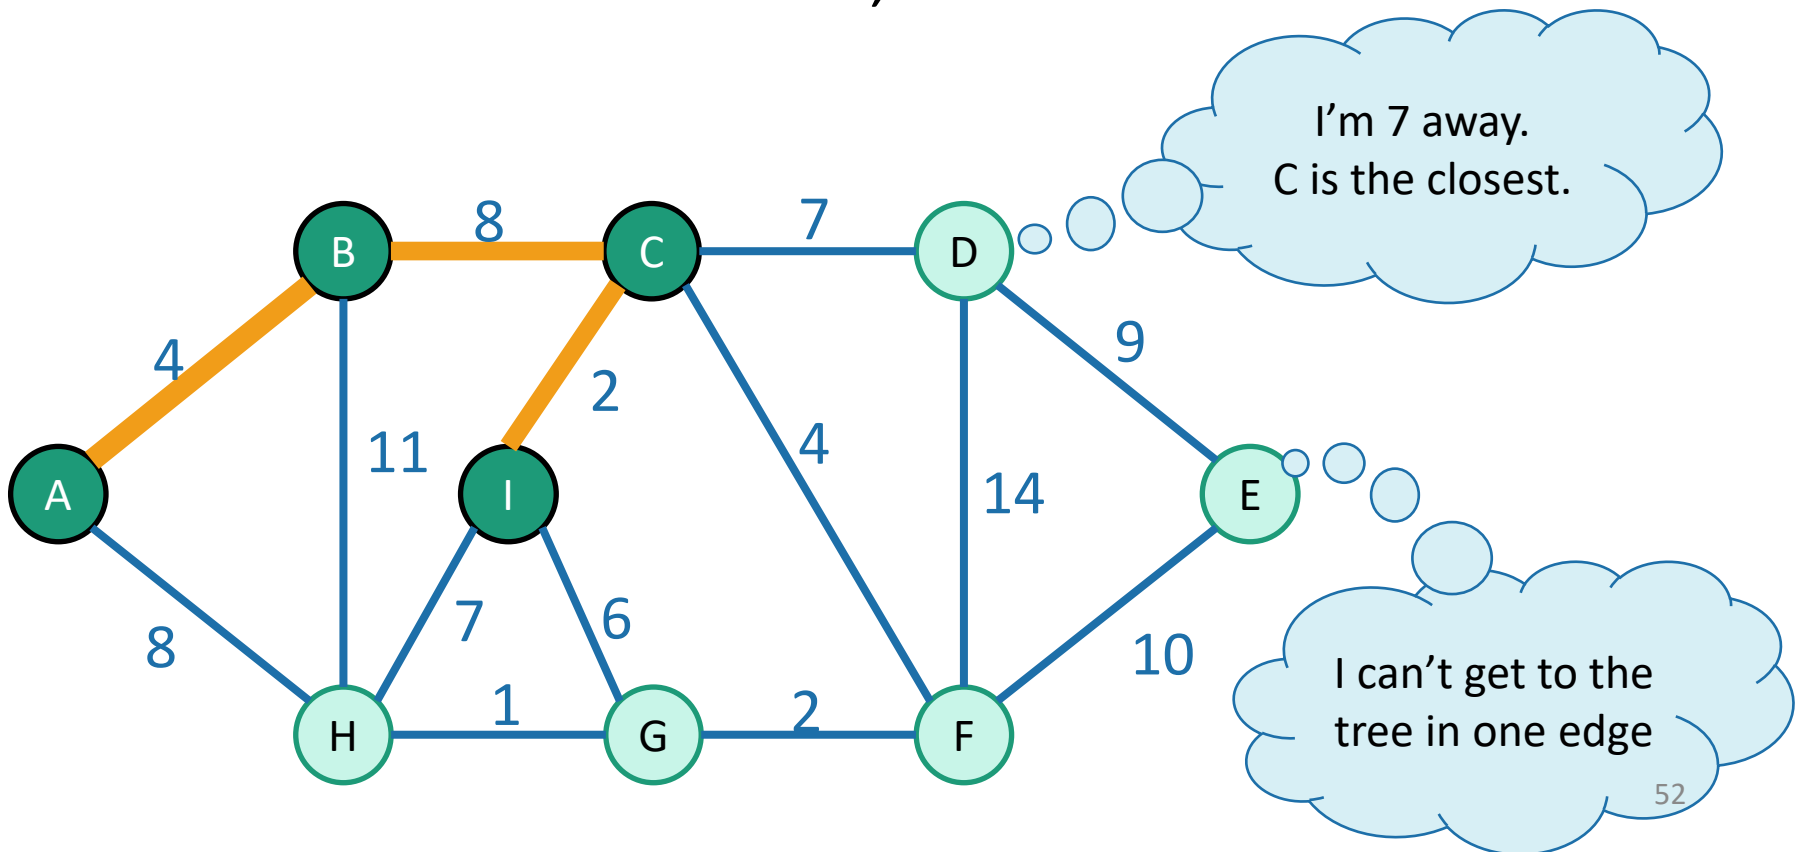 I'm 7 away.
C is the closest.
8
7
B
C
D
4
9
2
11
4
14
A
I
E
8
7
6
10
I can't get to the
tree in one edge
1
2
H
G
F
52